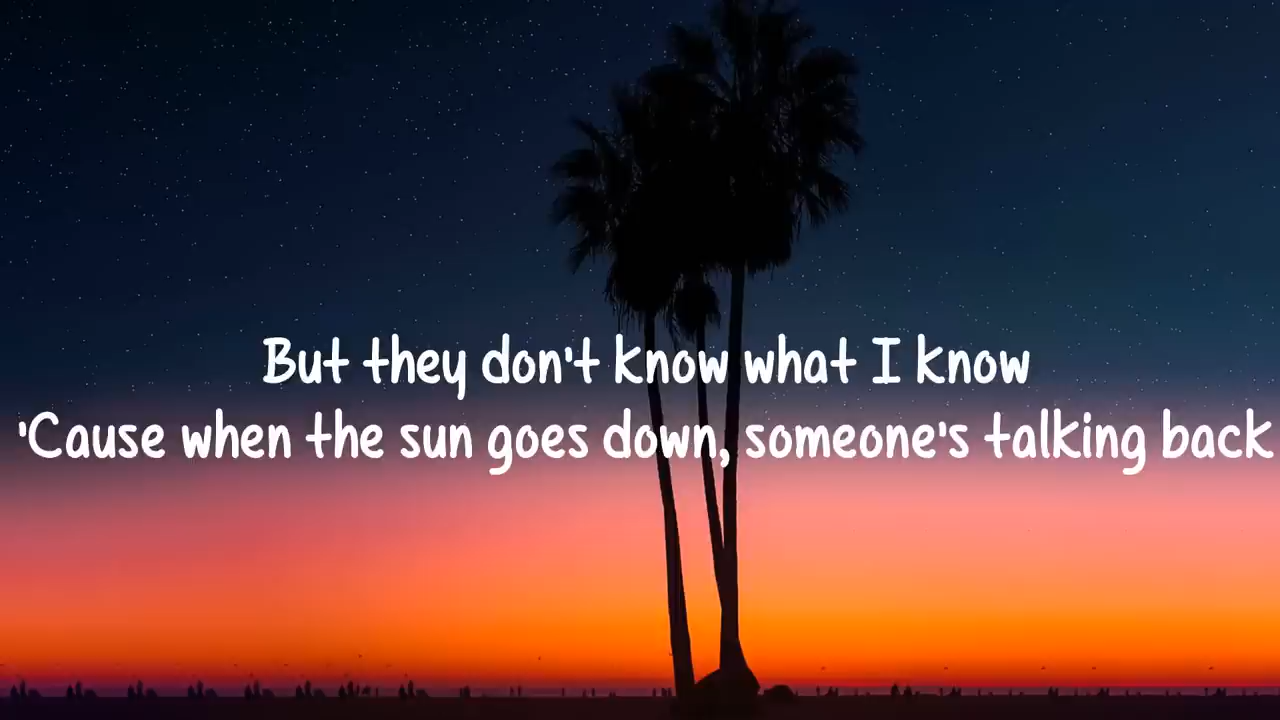 But they don't know what I know
'Cause when the sun goes down, someone's talking back